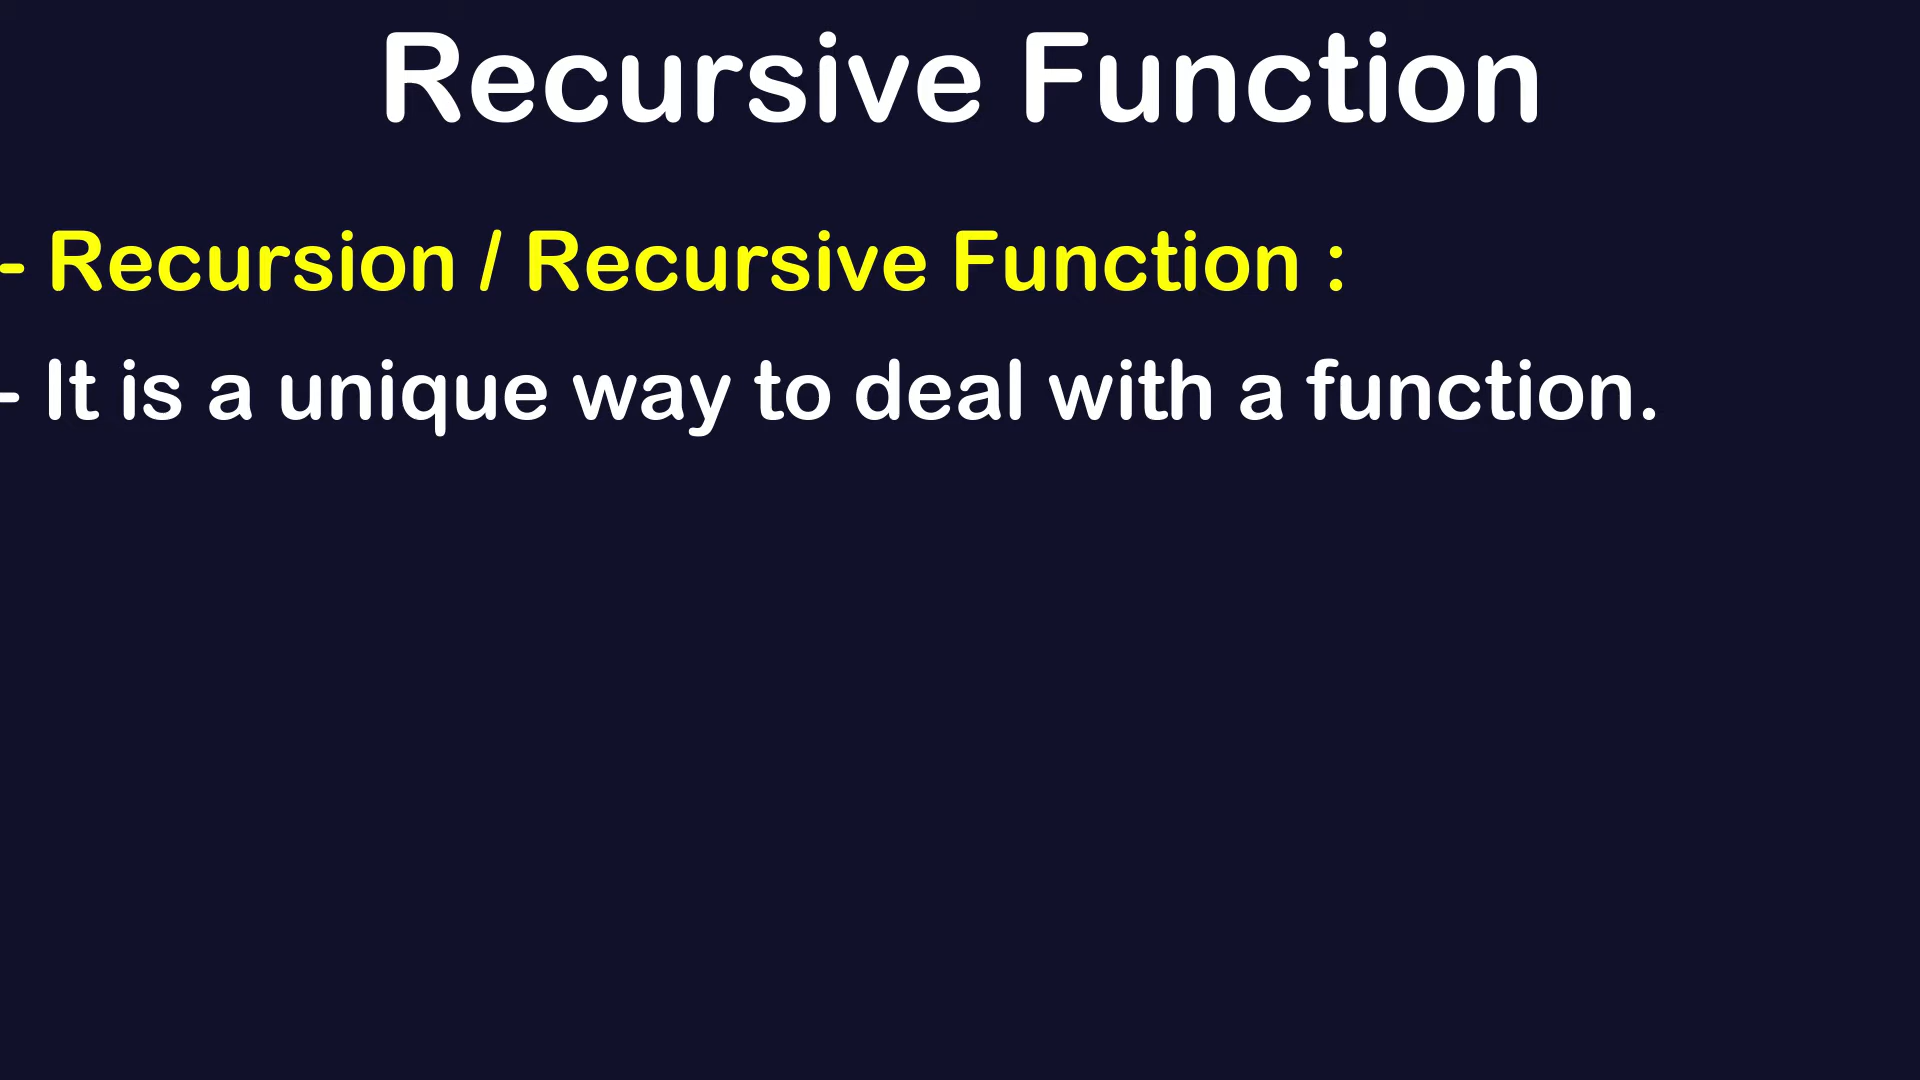 Recursive Function
- Recursion / Recursive Function :
- It is a unique way to deal with a function.